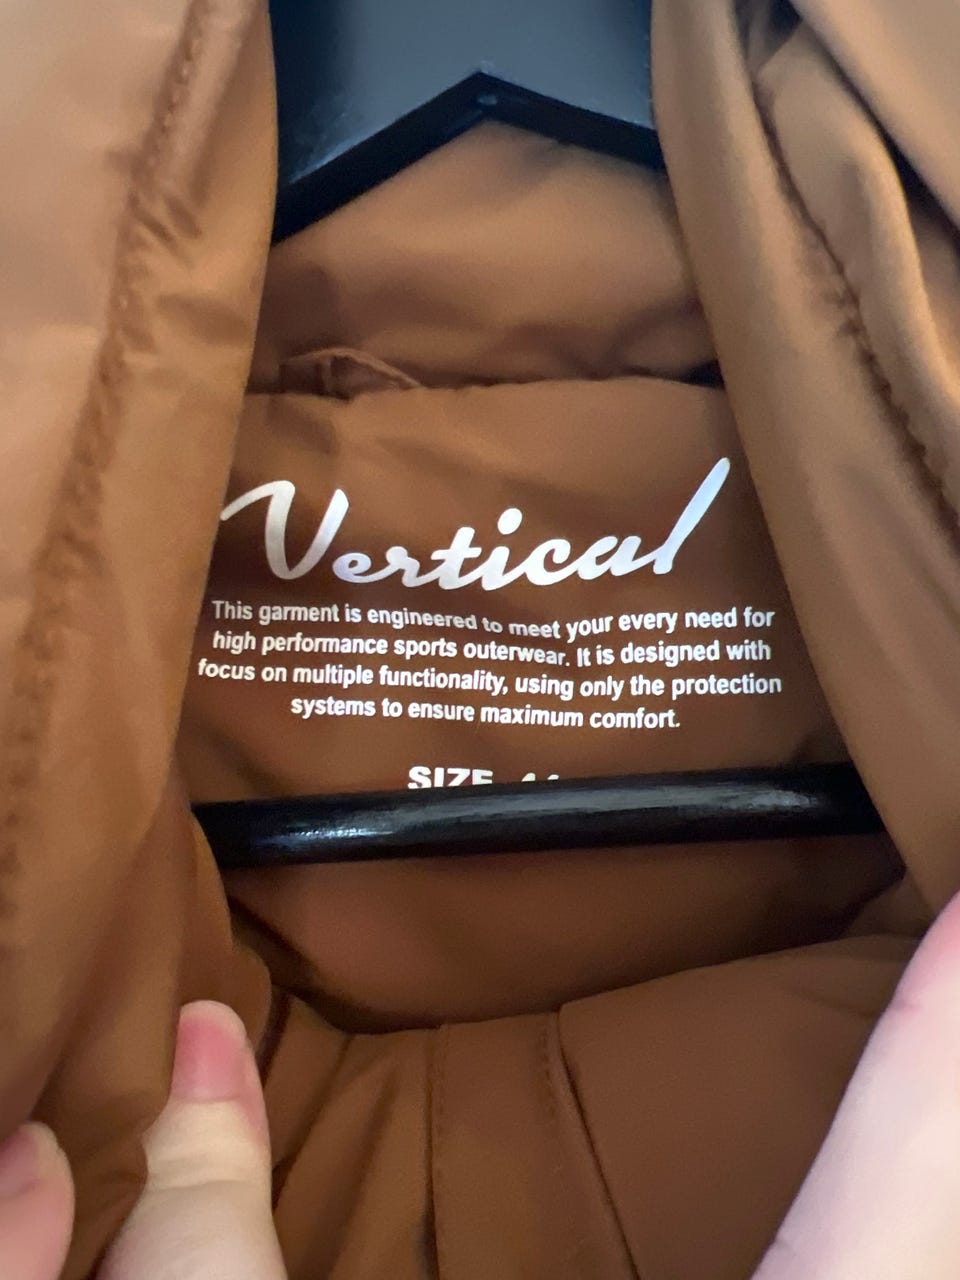 Vertical
This garment is engineered to meet your every need for
high performance sports outerwear. It is designed with
focus on multiple functionality, using only the protection
systems to ensure maximum comfort.
SIZE